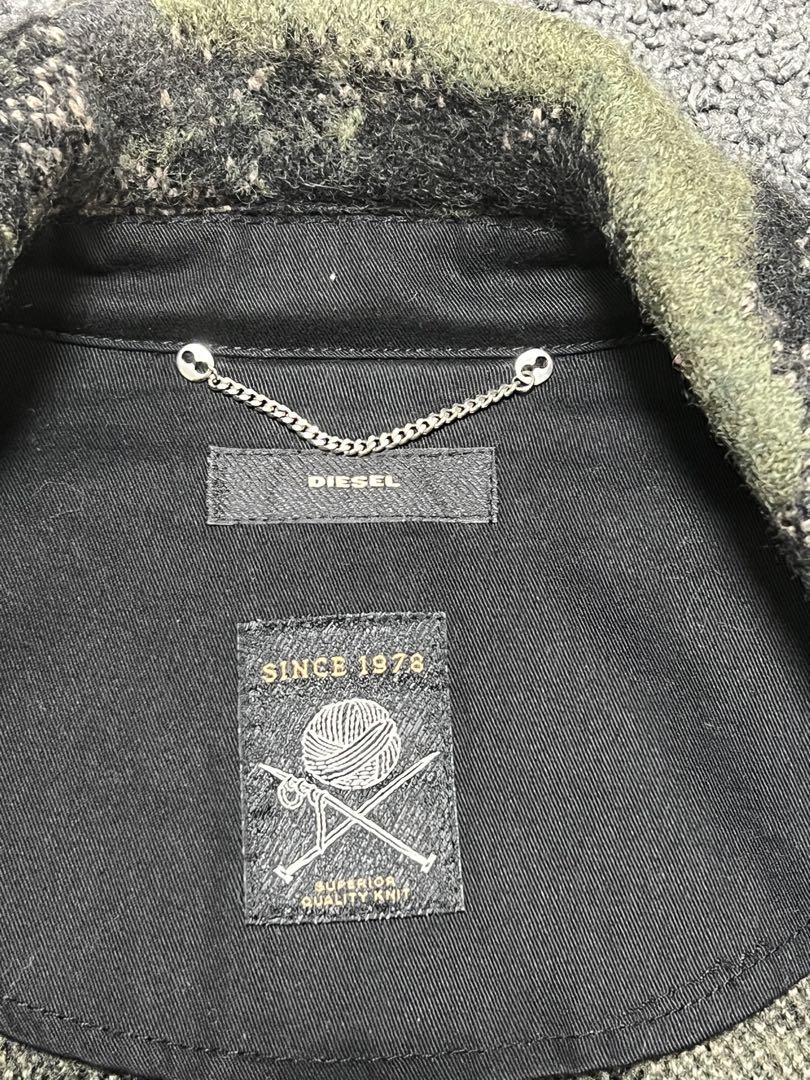 DIESEL
SINCE 1978
SUPERIOR
QUALITY KNIT